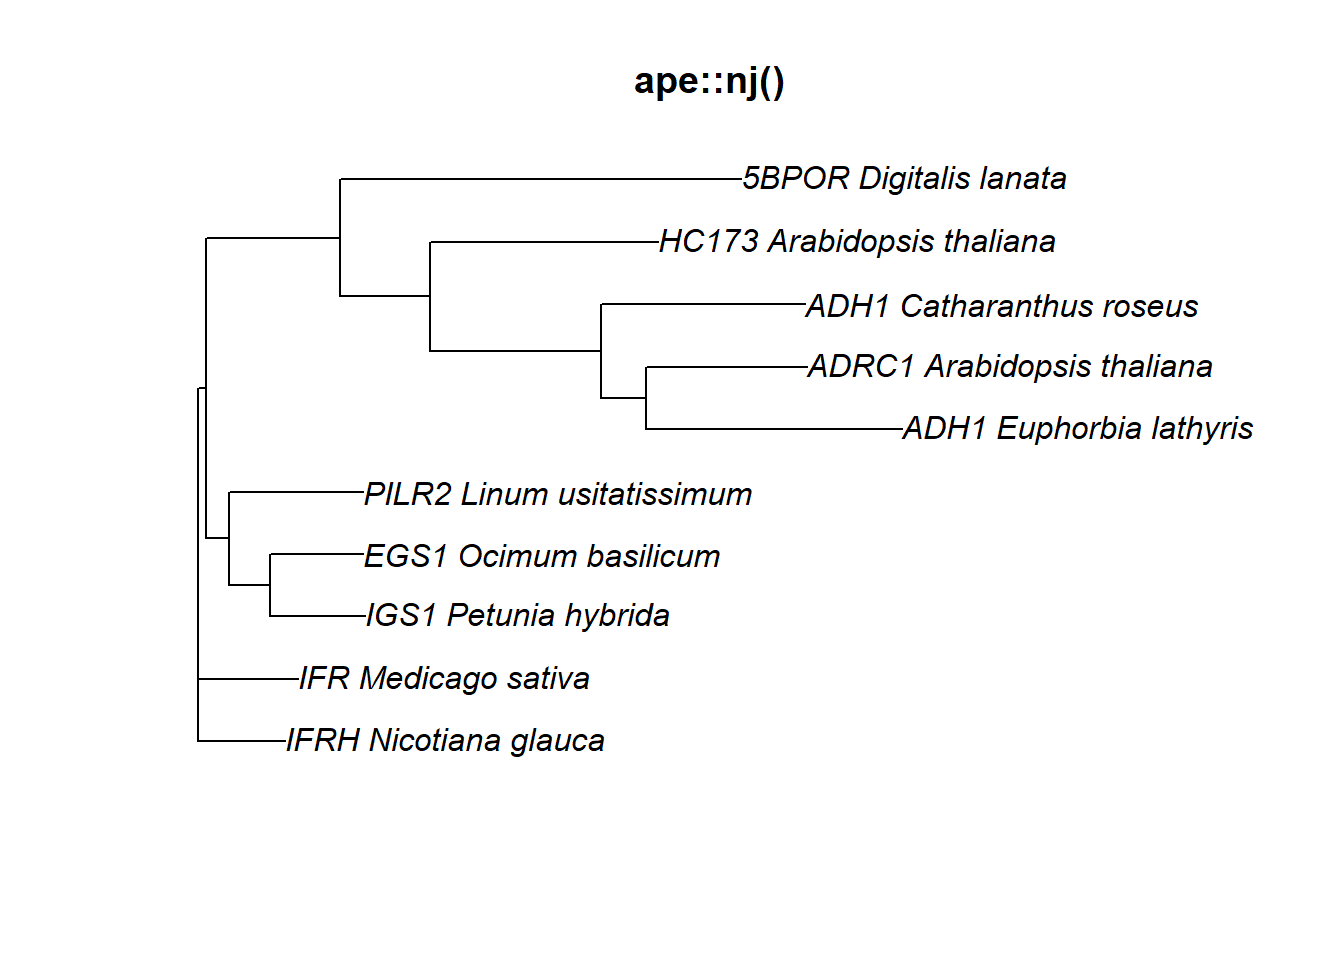 ape::nj()
5BPOR Digitalis lanata
HC173 Arabidopsis thaliana
ADH1 Catharanthus roseus
ADRC1 Arabidopsis thaliana
ADH1 Euphorbia lathyris
PILR2 Linum usitatissimum
EGS1 Ocimum basilicum
IGS1 Petunia hybrida
IFR Medicago sativa
IFRH Nicotiana glauca